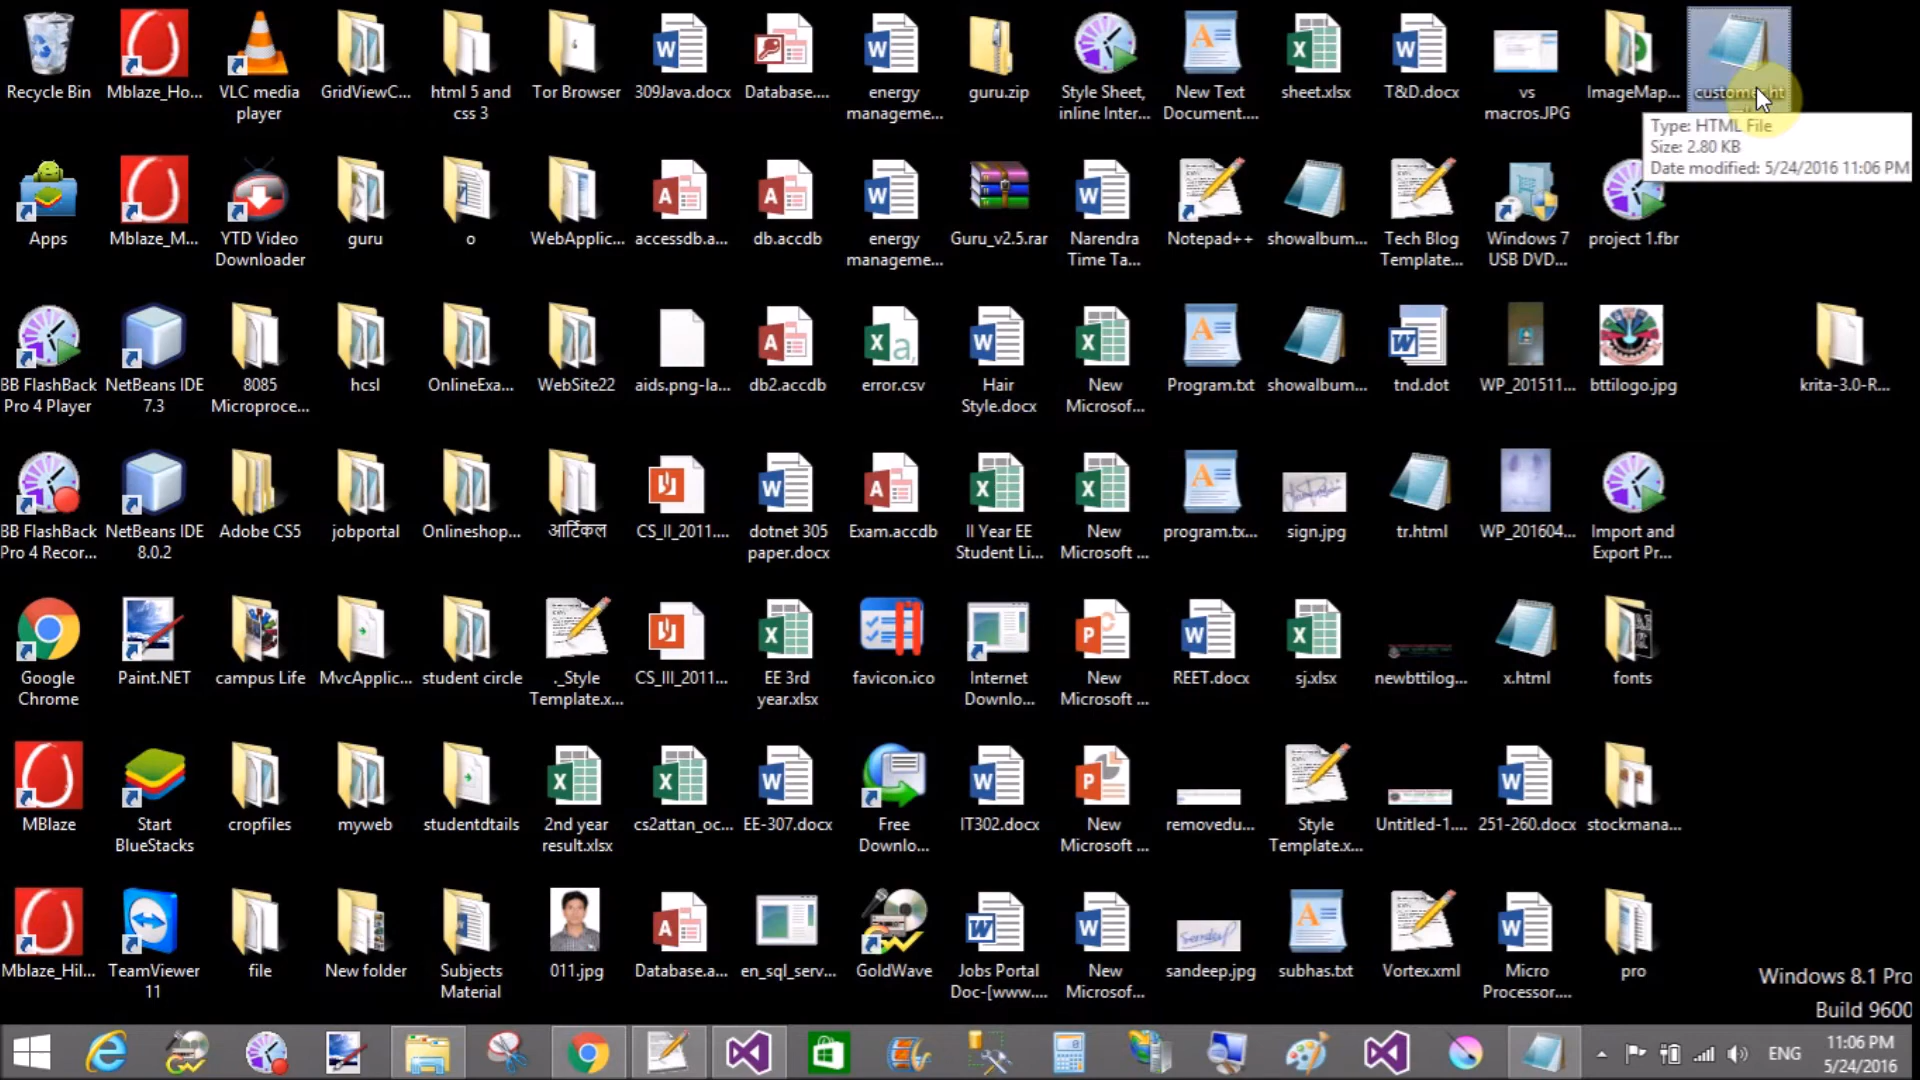 Recycle Bin
Mblaze_Ho...
VLC media
player
GridViewC...
html 5 and
css 3
Tor Browser
309Java.docx
Database....
energy
manageme...
guru.zip
Style Sheet,
inline Inter...
New Text
Document....
sheet.xlsx
T&D.docx
vs
macros.JPG
ImageMap...
Type: HTML File
Size: 2.80 KB
Date modified: 5/24/2016 11:06 PM
Apps
Mblaze_M...
YTD Video
Downloader
guru
o
WebApplic...
accessdb.a...
db.accdb
energy
manageme...
Guru_v2.5.rar
Narendra
Time Ta...
Notepad++
showalbum...
Tech Blog
Template...
Windows 7
USB DVD...
project 1.fbr
BB FlashBack
Pro 4 Player
NetBeans IDE
7.3
8085
Microproce...
hcsl
OnlineExa...
WebSite22
aids.png-la...
db2.accdb
error.csv
Hair
Style.docx
New
Microsof...
Program.txt
showalbum...
tnd.dot
WP_201511...
bttilogo.jpg
krita-3.0-R...
BB FlashBack
Pro 4 Recor...
NetBeans IDE
8.0.2
Adobe CS5
jobportal
Onlineshop...
आर्टिकल
CS_II_2011....
dotnet 305
paper.docx
Exam.accdb
II Year EE
Student Li...
New
Microsoft ...
program.tx...
sign.jpg
tr.html
WP_201604...
Import and
Export Pr...
Google
Chrome
Paint.NET
campus Life
MvcApplic...
student circle
._Style
Template.x...
CS_III_2011...
EE 3rd
year.xlsx
favicon.ico
Internet
Downlo...
New
Microsoft ...
REET.docx
sj.xlsx
newbttilog...
x.html
fonts
MBlaze
Start
BlueStacks
cropfiles
myweb
studentdtails
2nd year
result.xlsx
cs2attan_oc...
EE-307.docx
Free
Downlo...
IT302.docx
New
Microsoft ...
removedu...
Style
Template.x...
Untitled-1....
251-260.docx
stockmana...
Mblaze_Hil...
TeamViewer
11
file
New folder
Subjects
Material
011.jpg
Database.a...
en_sql_serv...
GoldWave
Jobs Portal
Doc-[www....
New
Microsof...
sandeep.jpg
subhas.txt
Vortex.xml
Micro
Processor....
pro
Windows 8.1 Pro
Build 9600
ENG
11:06 PM
5/24/2016